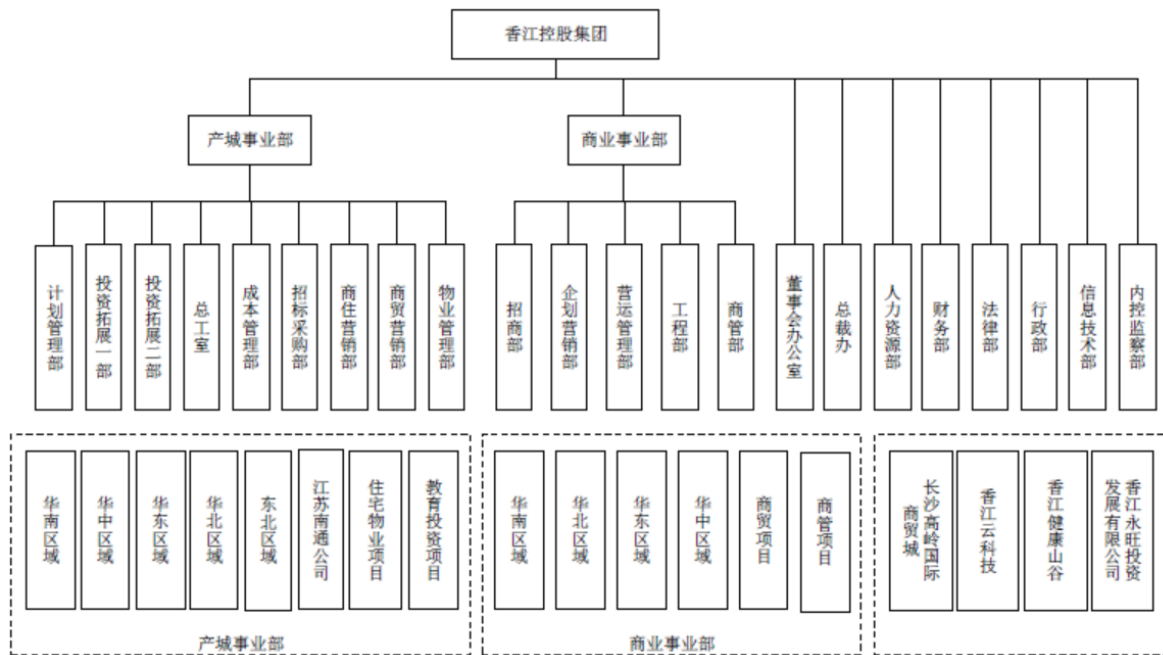 香江控股集团
产城事业部
商业事业部
计划管理部
投资拓展一部
投资拓展二部
总工室
成本管理部
招标采购部
商住营销部
商贸营销部
物业管理部
招商部
企划营销部
营运管理部
工程部
商管部
董事会办公室
总裁办
人力资源部
财务部
法律部
行政部
信息技术部
内控监察部
华南区域
华中区域
华东区域
华北区域
东北区域
江苏南通公司
住宅物业项目
教育投资项目
华南区域
华北区域
华东区域
华中区域
商贸项目
商管项目
长沙高岭国际
商贸城
香江云科技
香江健康山谷
香江永旺投资
发展有限公司
产城事业部
商业事业部